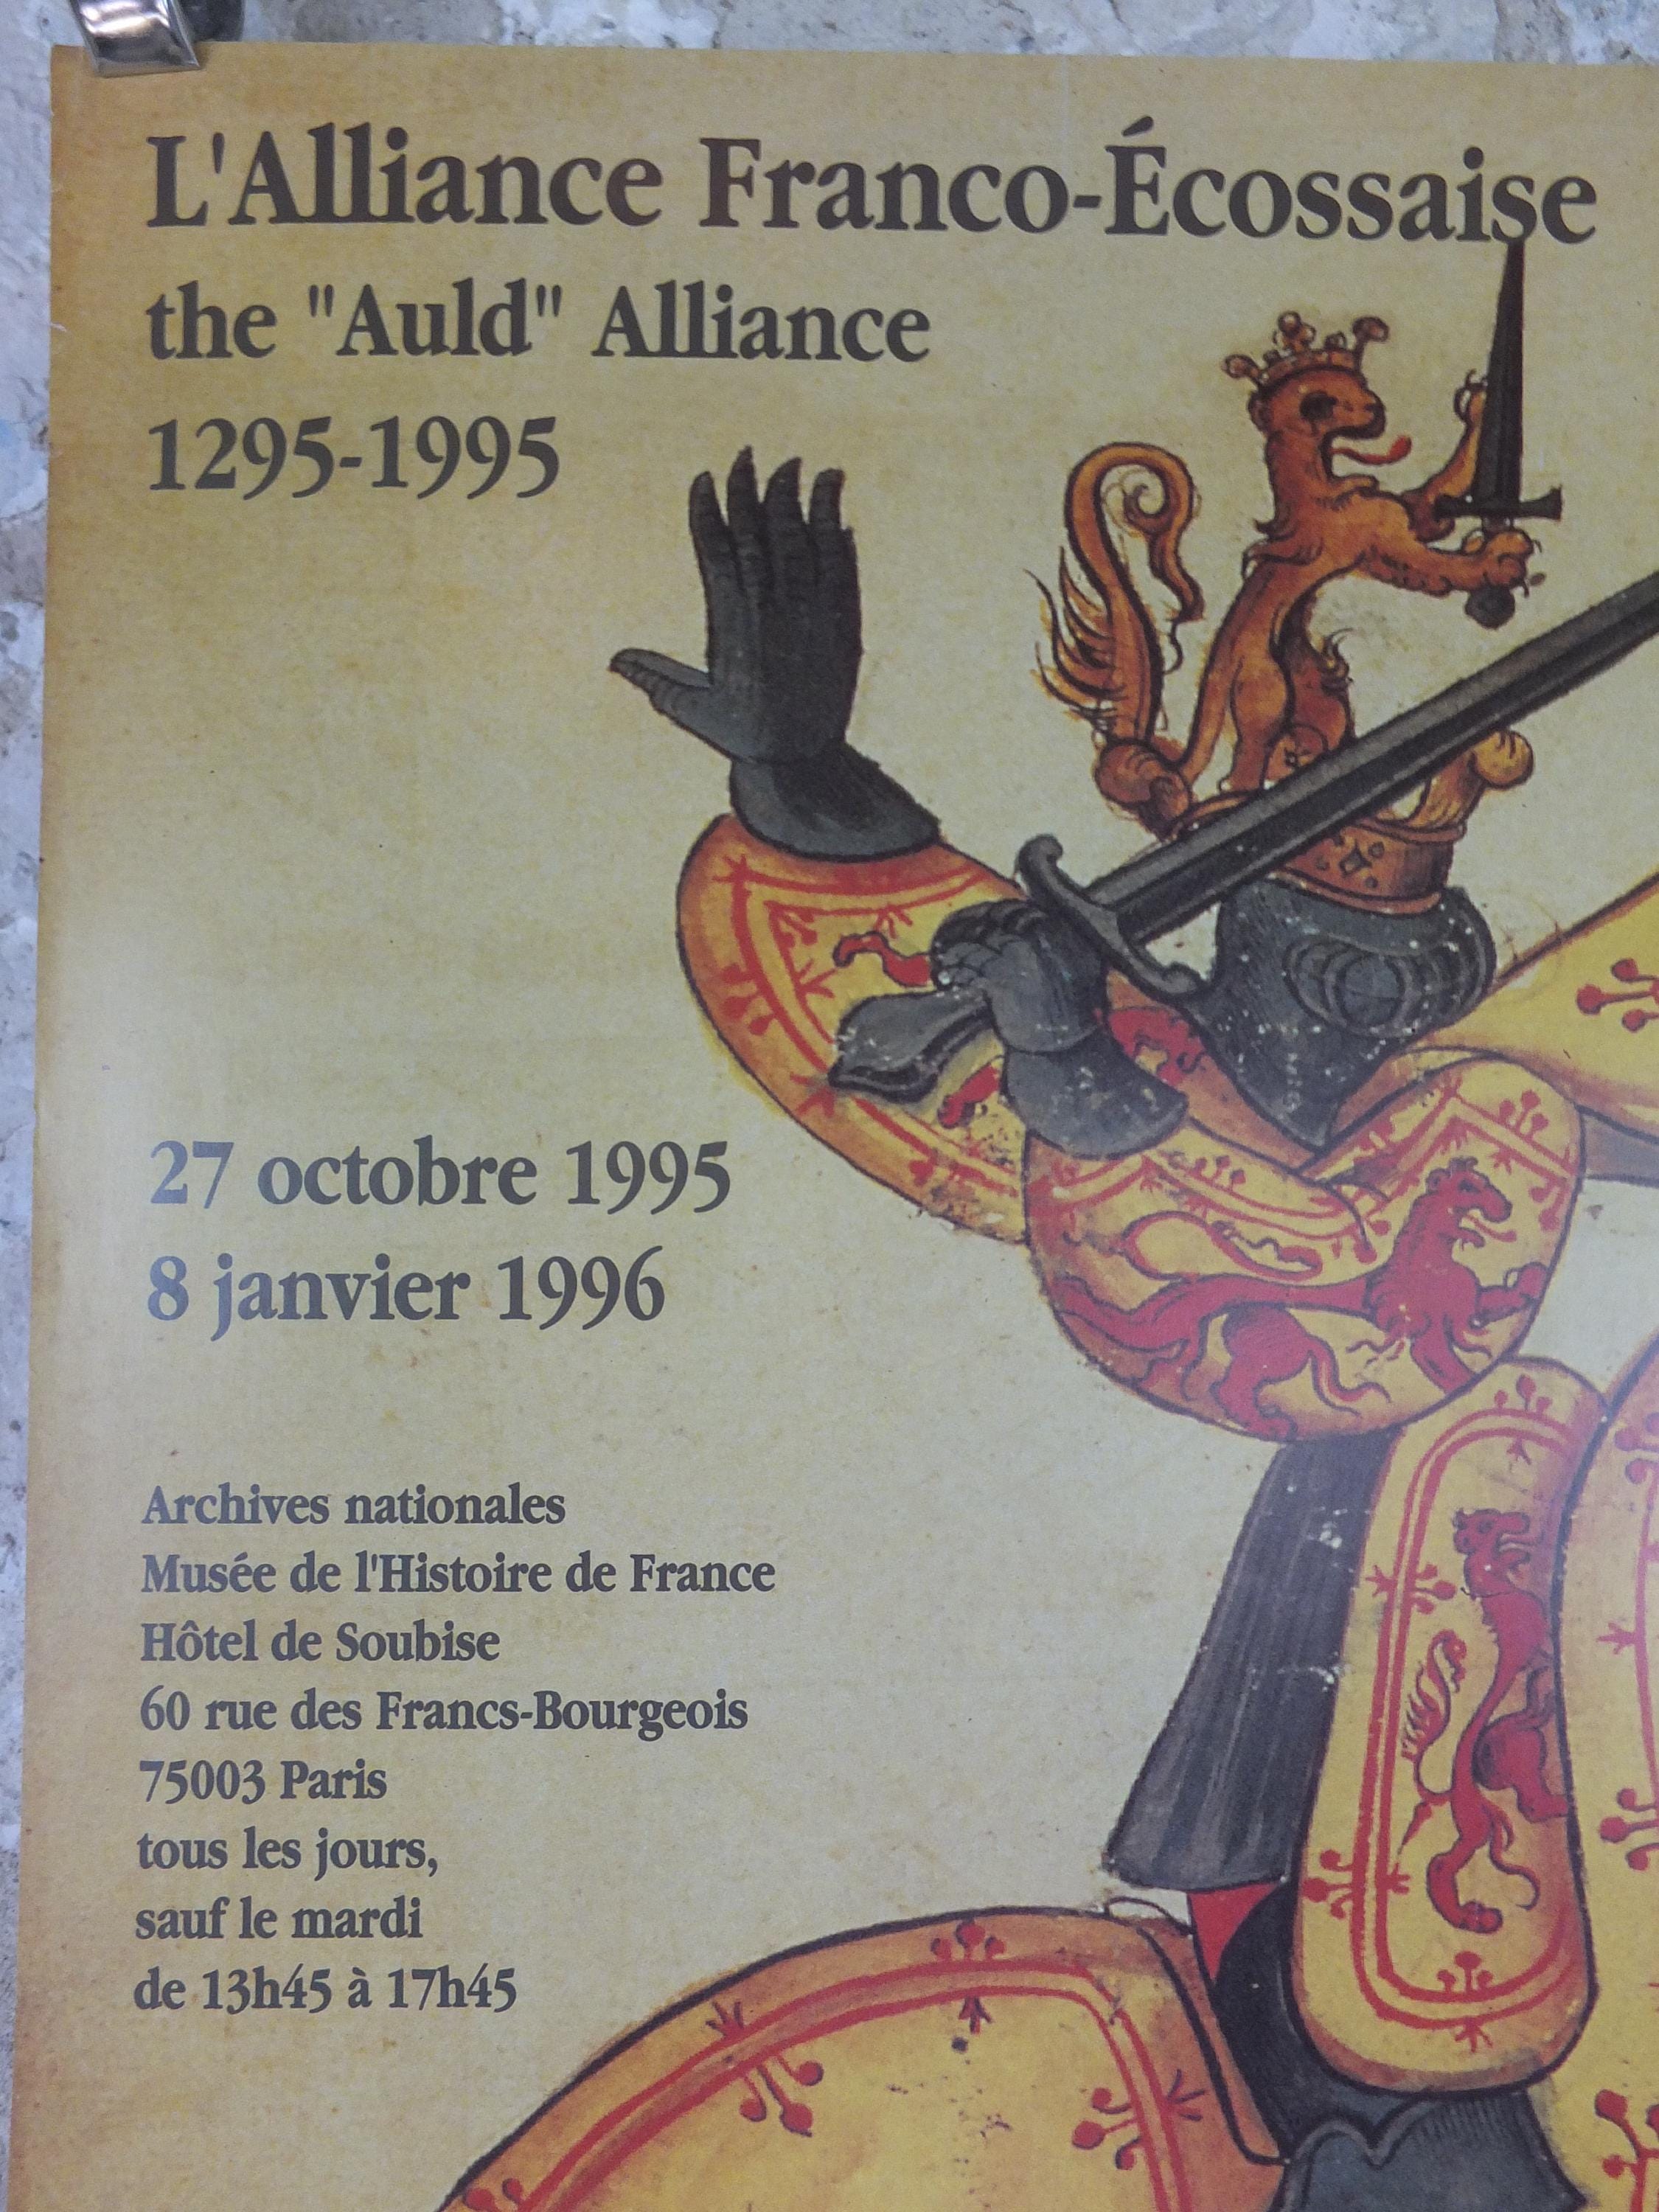 L'Alliance Franco-Écossaise
the "Auld" Alliance
1295-1995
27 octobre 1995
8 janvier 1996
Archives nationales
Musée de l'Histoire de France
Hôtel de Soubise
60 rue des Francs-Bourgeois
75003 Paris
tous les jours,
sauf le mardi
de 13h45 à 17h45